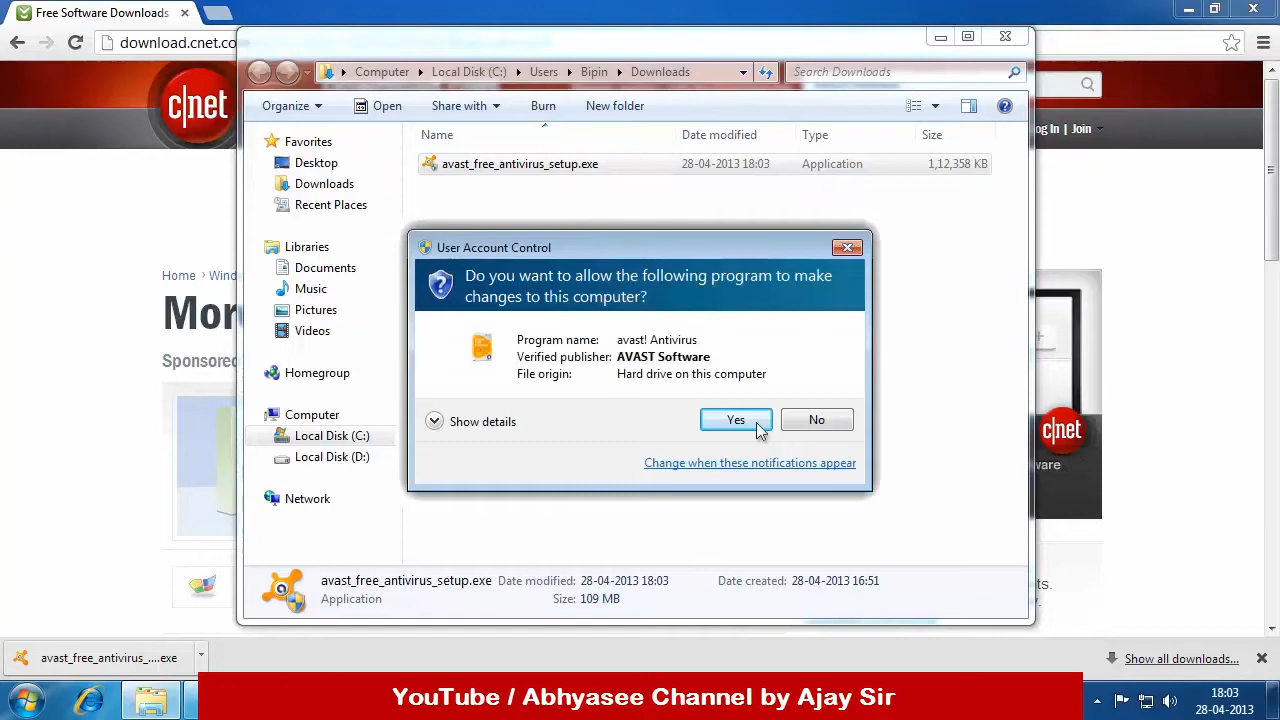 Free Software Downloads
download.cnet.co
Computer Local Disk (C:) Users Bipin Downloads
Search Downloads
Organize Open Share with Burn New folder
c|net
Log In | Join
Name Date modified Type Size
Favorites
avast_free_antivirus_setup.exe 28-04-2013 18:03 Application 1,12,358 KB
Desktop
Downloads
Recent Places
Libraries
Documents
Music
Pictures
Videos
Homegroup
Computer
Local Disk (C:)
Local Disk (D:)
Network
Home Wind
Mor
Sponsored
User Account Control
Do you want to allow the following program to make
changes to this computer?
Program name: avast! Antivirus
Verified publisher: AVAST Software
File origin: Hard drive on this computer
Show details
Yes No
Change when these notifications appear
c|net
ware
avast_free_antivirus_setup.exe Date modified: 28-04-2013 18:03 Date created: 28-04-2013 16:51
Application Size: 109 MB
avast_free_antivirus_....exe
Show all downloads...
YouTube / Abhyasee Channel by Ajay Sir
18:03
28-04-2013